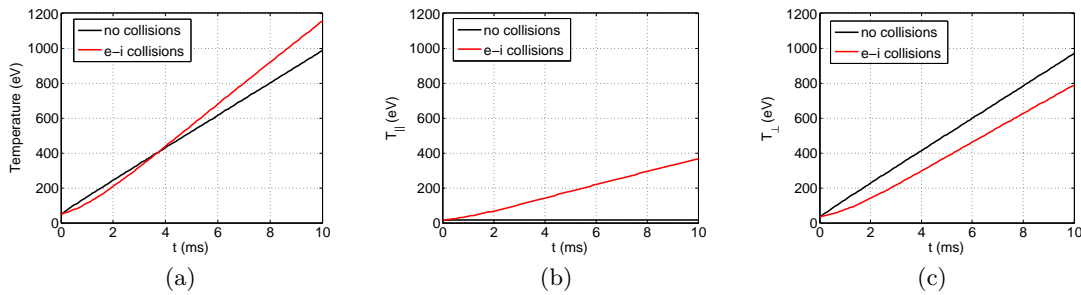 1200
1000
800
600
400
200
0
Temperature (eV)
no collisions
e−i collisions
0 2 4 6 8 10
t (ms)
(a)
1200
1000
800
600
400
200
0
T|| (eV)
no collisions
e−i collisions
0 2 4 6 8 10
t (ms)
(b)
1200
1000
800
600
400
200
0
T⊥ (eV)
no collisions
e−i collisions
0 2 4 6 8 10
t (ms)
(c)